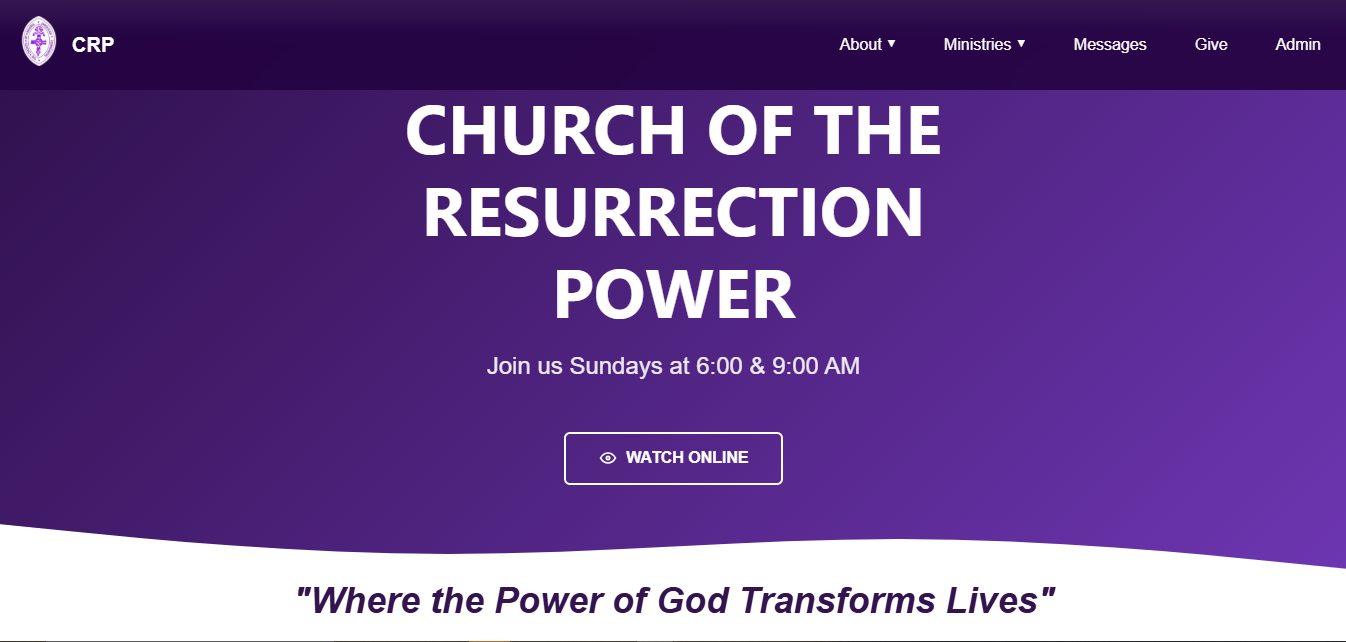 CRP
About ▼ Ministries ▼ Messages Give Admin
CHURCH OF THE
RESURRECTION
POWER
Join us Sundays at 6:00 & 9:00 AM
WATCH ONLINE
"Where the Power of God Transforms Lives"